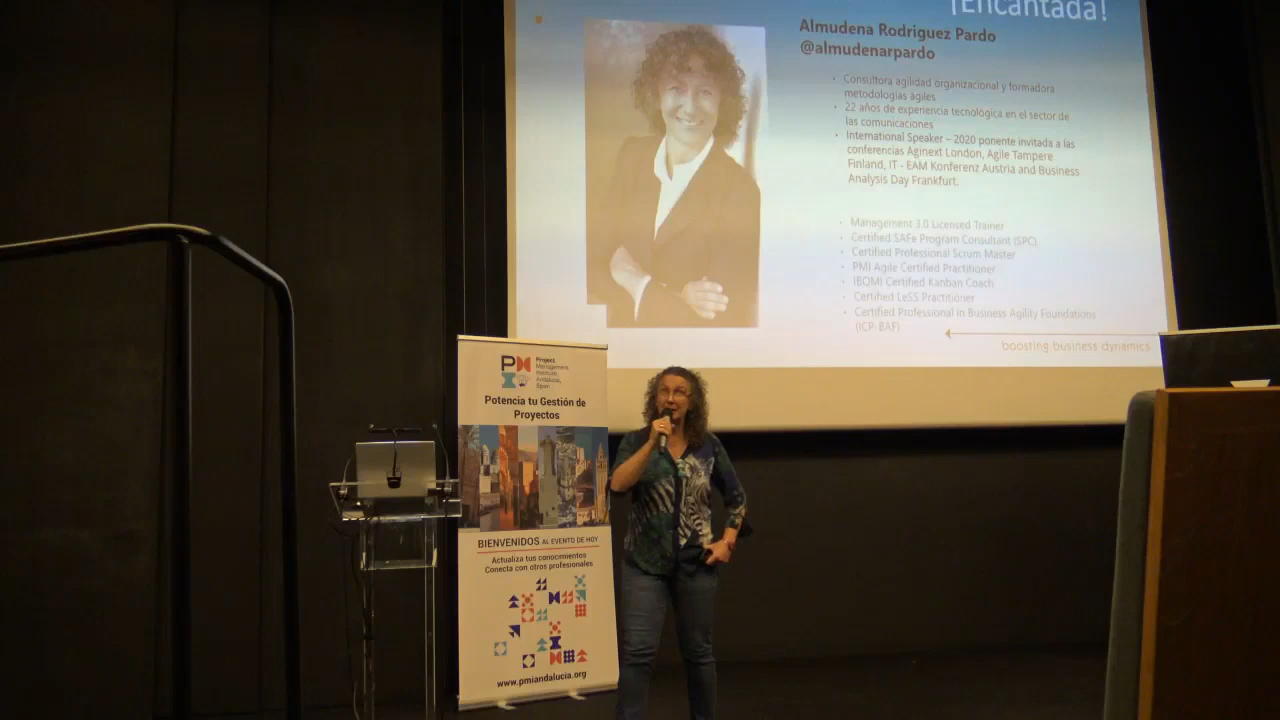 ¡Encantada!
Almudena Rodriguez Pardo
@almudenarpardo
Consultora agilidad organizacional y formadora
metodologías ágiles
22 años de experiencia tecnológica en el sector de
las comunicaciones
International Speaker – 2020 ponente invitada a las
conferencias Aginext London, Agile Tampere
Finland, IT - EAM Konferenz Austria and Business
Analysis Day Frankfurt.
Management 3.0 Licensed Trainer
Certified SAFe Program Consultant (SPC)
Certified Professional Scrum Master
PMI Agile Certified Practitioner
IBQMI Certified Kanban Coach
Certified LeSS Practitioner
Certified Professional in Business Agility Foundations
(ICP-BAF)
boosting business dynamics
Project
Management
Institute
Andalucía,
Spain
Potencia tu Gestión de
Proyectos
BIENVENIDOS AL EVENTO DE HOY
Actualiza tus conocimientos
Conecta con otros profesionales
www.pmiandalucia.org